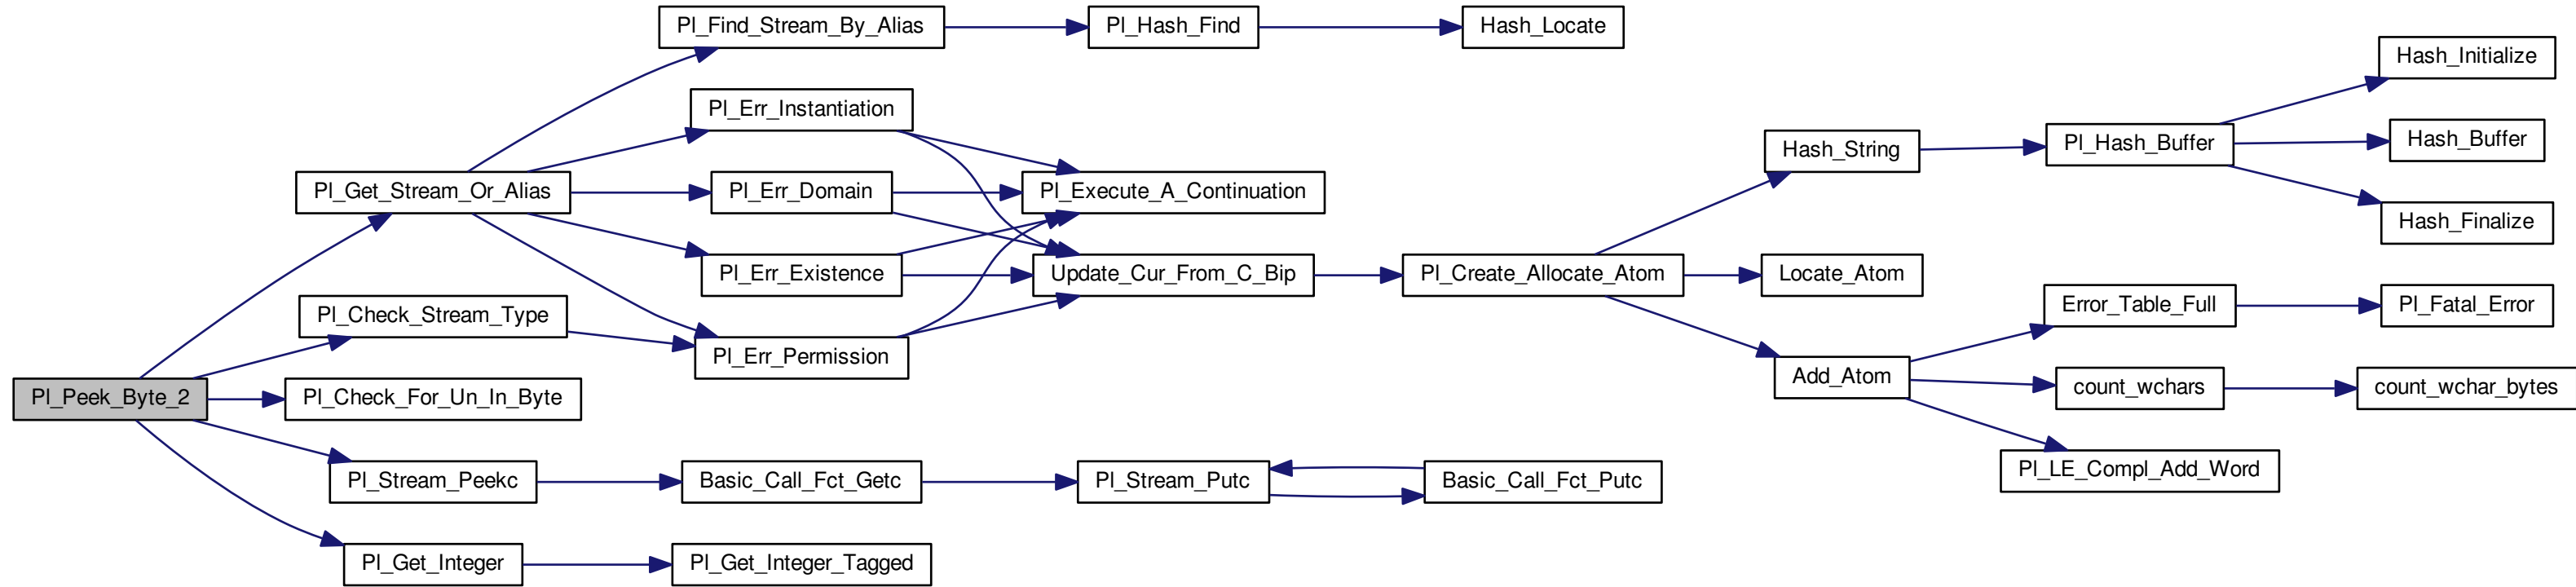 Pl_Peek_Byte_2
Pl_Get_Stream_Or_Alias
Pl_Check_Stream_Type
Pl_Check_For_Un_In_Byte
Pl_Stream_Peekc
Pl_Get_Integer
Pl_Find_Stream_By_Alias
Pl_Err_Instantiation
Pl_Err_Domain
Pl_Err_Existence
Pl_Err_Permission
Basic_Call_Fct_Getc
Pl_Get_Integer_Tagged
Pl_Hash_Find
Pl_Execute_A_Continuation
Update_Cur_From_C_Bip
Pl_Stream_Putc
Hash_Locate
Pl_Create_Allocate_Atom
Basic_Call_Fct_Putc
Hash_String
Locate_Atom
Add_Atom
Pl_Hash_Buffer
Error_Table_Full
count_wchars
Pl_LE_Compl_Add_Word
Hash_Initialize
Hash_Buffer
Hash_Finalize
Pl_Fatal_Error
count_wchar_bytes